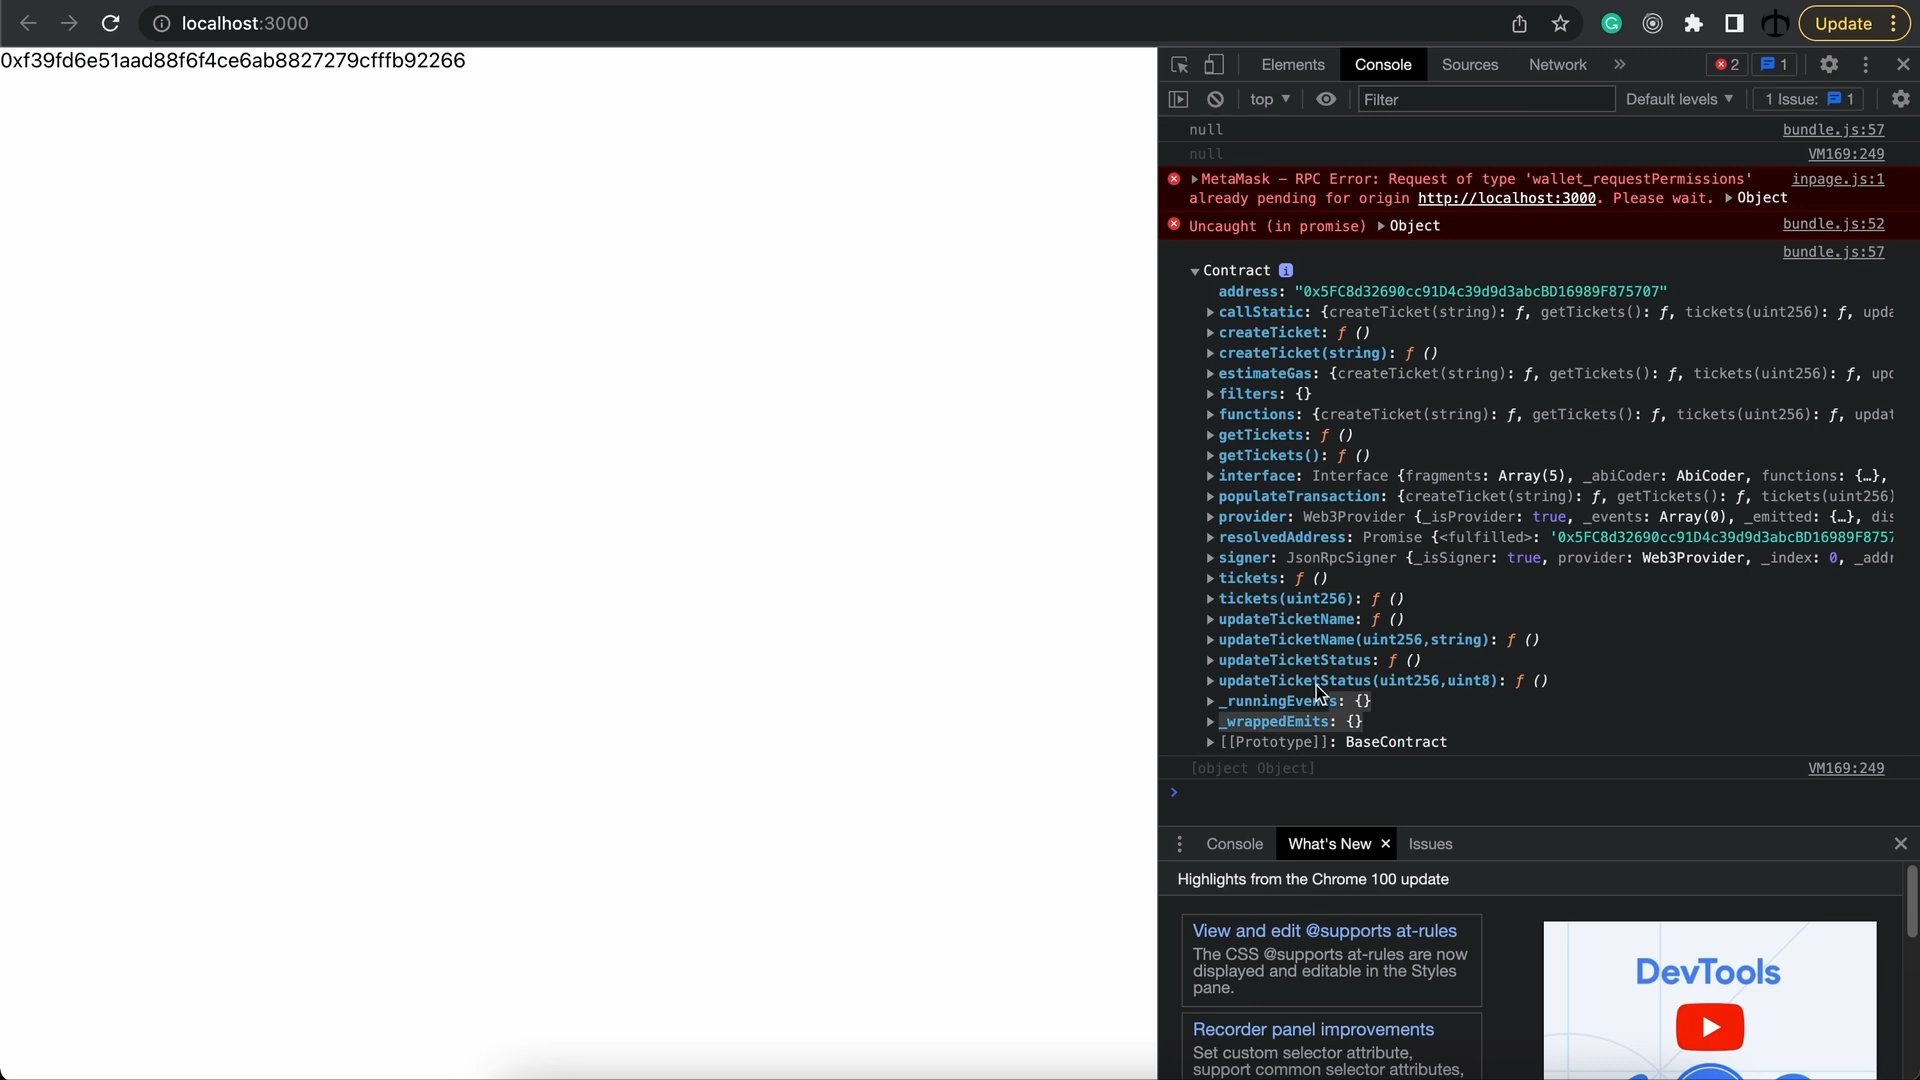 localhost:3000
Update
0xf39fd6e51aad88f6f4ce6ab8827279cfffb92266
Elements Console Sources Network » 2 1
top Filter Default levels 1 Issue: 1
null bundle.js:57
null VM169:249
MetaMask - RPC Error: Request of type 'wallet_requestPermissions' inpage.js:1
already pending for origin http://localhost:3000. Please wait. Object
Uncaught (in promise) Object bundle.js:52
bundle.js:57
Contract i
address: "0x5FC8d32690cc91D4c39d9d3abcBD16989F875707"
callStatic: {createTicket(string): ƒ, getTickets(): ƒ, tickets(uint256): ƒ, upda
createTicket: ƒ ()
createTicket(string): ƒ ()
estimateGas: {createTicket(string): ƒ, getTickets(): ƒ, tickets(uint256): ƒ, upd
filters: {}
functions: {createTicket(string): ƒ, getTickets(): ƒ, tickets(uint256): ƒ, updat
getTickets: ƒ ()
getTickets(): ƒ ()
interface: Interface {fragments: Array(5), _abiCoder: AbiCoder, functions: {…},
populateTransaction: {createTicket(string): ƒ, getTickets(): ƒ, tickets(uint256)
provider: Web3Provider {_isProvider: true, _events: Array(0), _emitted: {…}, dis
resolvedAddress: Promise {<fulfilled>: '0x5FC8d32690cc91D4c39d9d3abcBD16989F8757
signer: JsonRpcSigner {_isSigner: true, provider: Web3Provider, _index: 0, _addr
tickets: ƒ ()
tickets(uint256): ƒ ()
updateTicketName: ƒ ()
updateTicketName(uint256,string): ƒ ()
updateTicketStatus: ƒ ()
updateTicketStatus(uint256,uint8): ƒ ()
_runningEvents: {}
_wrappedEmits: {}
[[Prototype]]: BaseContract
[object Object] VM169:249
Console What's New × Issues
Highlights from the Chrome 100 update
View and edit @supports at-rules
The CSS @supports at-rules are now
displayed and editable in the Styles
pane.
Recorder panel improvements
Set custom selector attribute,
support common selector attributes,
DevTools